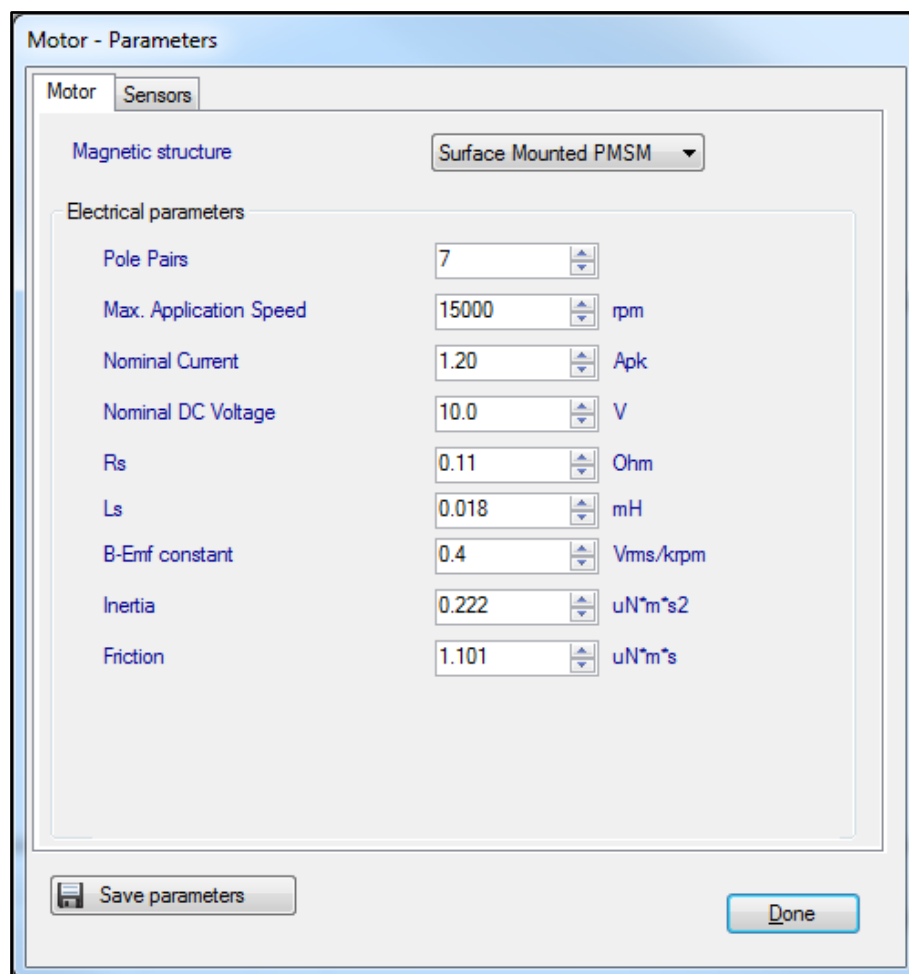 Motor - Parameters
Motor Sensors
Magnetic structure Surface Mounted PMSM
Electrical parameters
Pole Pairs 7
Max. Application Speed 15000 rpm
Nominal Current 1.20 Apk
Nominal DC Voltage 10.0 V
Rs 0.11 Ohm
Ls 0.018 mH
B-Emf constant 0.4 Vrms/krpm
Inertia 0.222 uN*m*s2
Friction 1.101 uN*m*s
Save parameters
Done